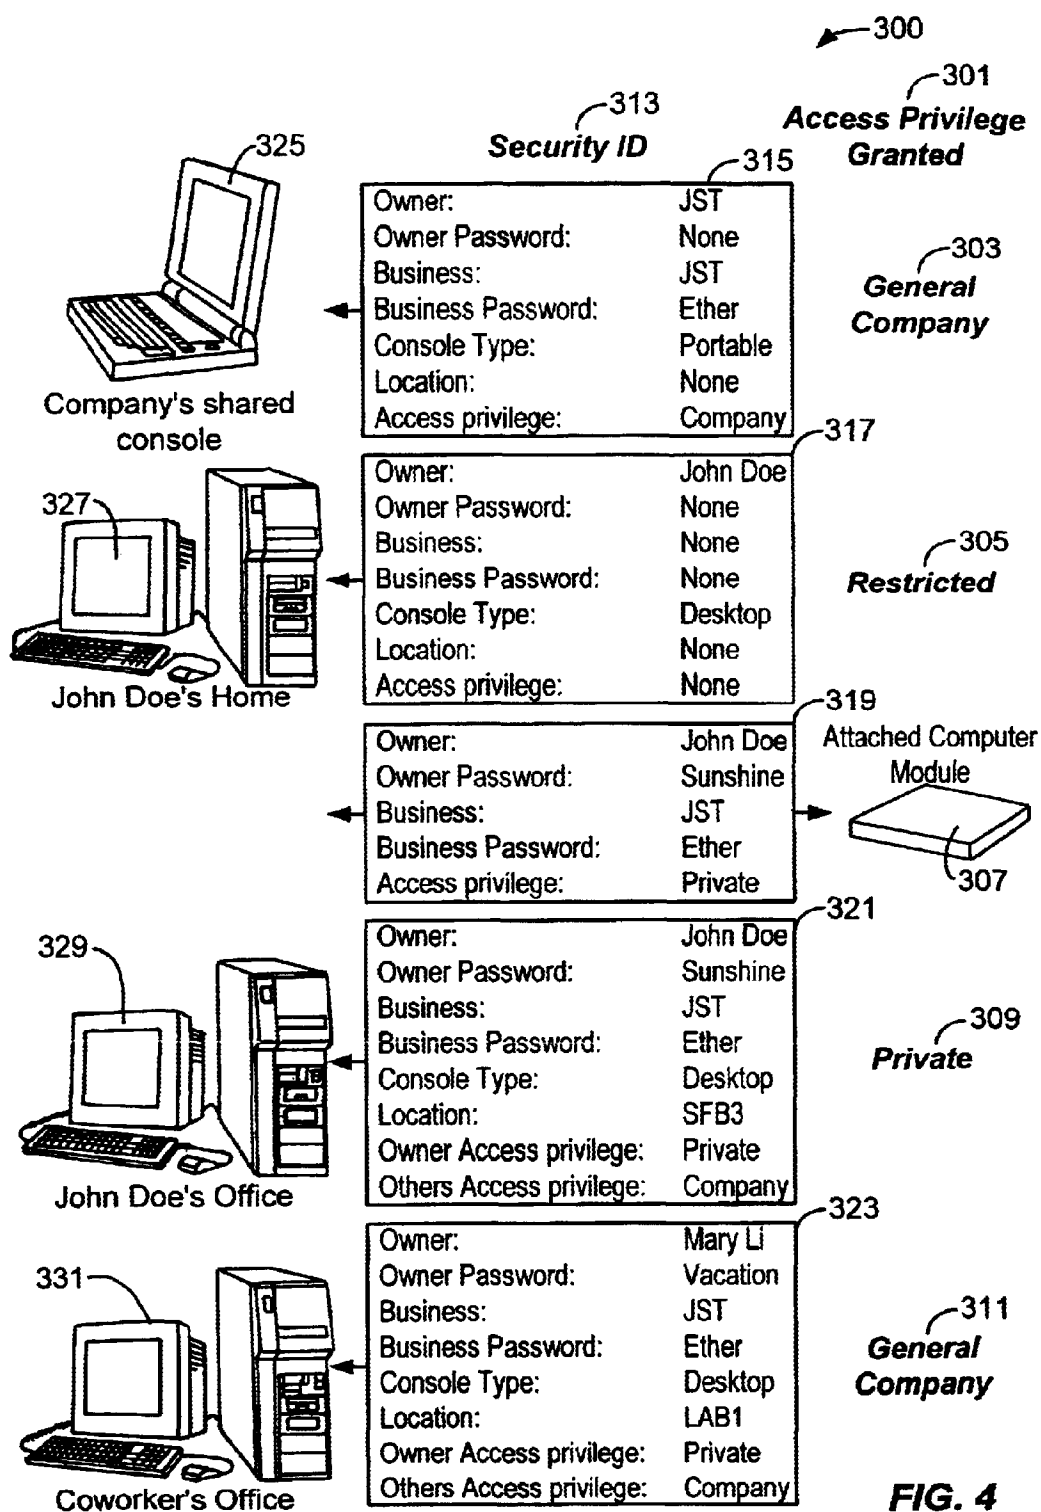 300
301
Access Privilege
Granted
313
Security ID
325
315
Owner: JST
Owner Password: None
Business: JST
Business Password: Ether
Console Type: Portable
Location: None
Access privilege: Company
303
General
Company
Company's shared
console
317
Owner: John Doe
Owner Password: None
Business: None
Business Password: None
Console Type: Desktop
Location: None
Access privilege: None
327
305
Restricted
John Doe's Home
319
Owner: John Doe
Owner Password: Sunshine
Business: JST
Business Password: Ether
Access privilege: Private
Attached Computer
Module
307
321
Owner: John Doe
Owner Password: Sunshine
Business: JST
Business Password: Ether
Console Type: Desktop
Location: SFB3
Owner Access privilege: Private
Others Access privilege: Company
329
309
Private
John Doe's Office
323
Owner: Mary Li
Owner Password: Vacation
Business: JST
Business Password: Ether
Console Type: Desktop
Location: LAB1
Owner Access privilege: Private
Others Access privilege: Company
331
311
General
Company
Coworker's Office
FIG. 4